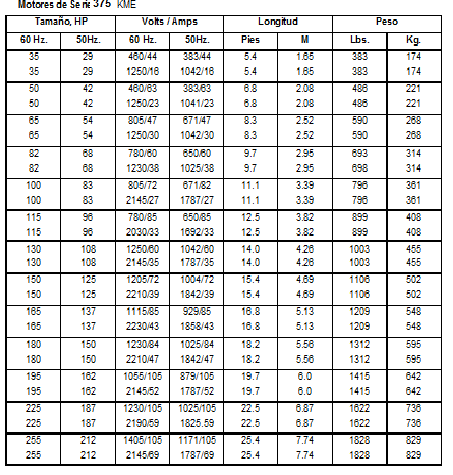 Motores de Serie 375 KME
Tamaño, HP Volts / Amps Longitud Peso
60 Hz. 50Hz. 60 Hz. 50Hz. Pies Ml Lbs. Kg.
35 29 460/44 383/44 5.4 1.65 383 174
35 29 1250/16 1042/16 5.4 1.65 383 174
50 42 460/63 383/63 6.8 2.08 486 221
50 42 1250/23 1041/23 6.8 2.08 486 221
65 54 805/47 671/47 8.3 2.52 590 268
65 54 1250/30 1042/30 8.3 2.52 590 268
82 68 780/60 650/60 9.7 2.95 693 314
82 68 1230/38 1025/38 9.7 2.95 698 314
100 83 805/72 671/82 11.1 3.39 796 361
100 83 2145/27 1787/27 11.1 3.39 796 361
115 96 780/85 650/85 12.5 3.82 899 408
115 96 2030/33 1692/33 12.5 3.82 899 408
130 108 1250/60 1042/60 14.0 4.26 1003 455
130 108 2145/35 1787/35 14.0 4.26 1003 455
150 125 1205/72 1004/72 15.4 4.69 1106 502
150 125 2210/39 1842/39 15.4 4.69 1106 502
165 137 1115/85 929/85 16.8 5.13 1209 548
165 137 2230/43 1858/43 16.8 5.13 1209 548
180 150 1230/84 1025/84 18.2 5.56 1312 595
180 150 2210/47 1842/47 18.2 5.56 1312 595
195 162 1055/105 879/105 19.7 6.0 1415 642
195 162 2145/52 1787/52 19.7 6.0 1415 642
225 187 1230/105 1025/105 22.5 6.87 1622 736
225 187 2190/59 1825.59 22.5 6.87 1622 736
255 212 1405/105 1171/105 25.4 7.74 1828 829
255 212 2145/69 1787/69 25.4 7.74 1828 829